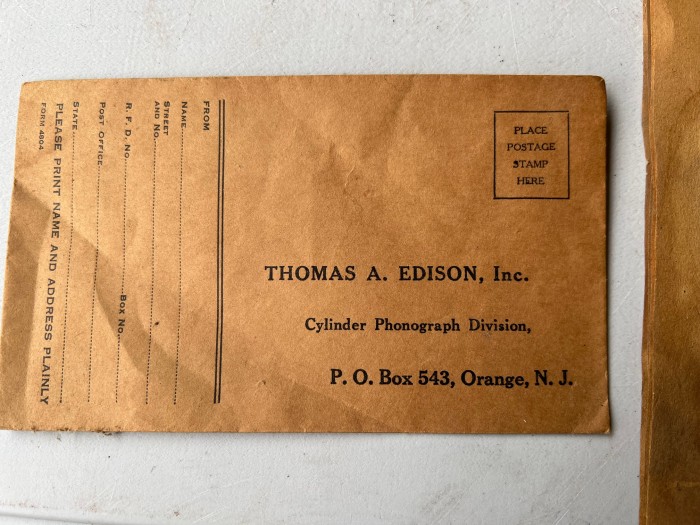 FROM
NAME
STREET
AND NO.
R. F. D. NO. BOX NO.
POST OFFICE
STATE
PLEASE PRINT NAME AND ADDRESS PLAINLY
FORM 4804
PLACE
POSTAGE
STAMP
HERE
THOMAS A. EDISON, Inc.
Cylinder Phonograph Division,
P. O. Box 543, Orange, N. J.